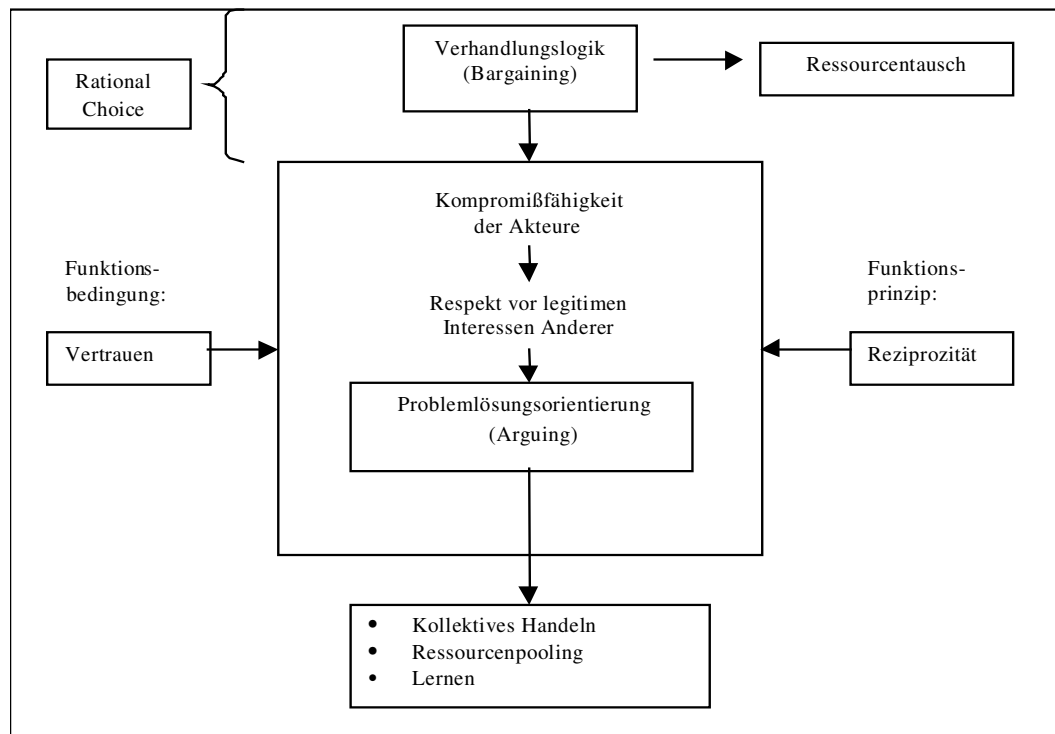 Rational
Choice
Verhandlungslogik
(Bargaining)
Ressourcentausch
Kompromißfähigkeit
der Akteure
Funktions-
bedingung:
Vertrauen
Respekt vor legitimen
Interessen Anderer
Funktions-
prinzip:
Reziprozität
Problemlösungsorientierung
(Arguing)
• Kollektives Handeln
• Ressourcenpooling
• Lernen